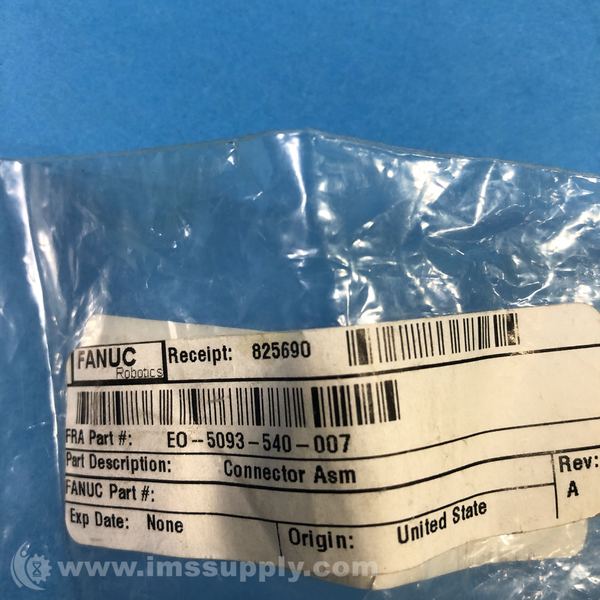 FANUC Robotics Receipt: 825690
FRA Part #: EO-5093-540-007
Part Description: Connector Asm
FANUC Part #:
Rev: A
Exp Date: None
Origin: United State
www.imssupply.com